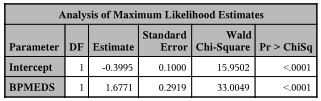 Analysis of Maximum Likelihood Estimates
Parameter DF Estimate Standard Error Wald Chi-Square Pr > ChiSq
Intercept 1 -0.3995 0.1000 15.9502 <.0001
BPMEDS 1 1.6771 0.2919 33.0049 <.0001